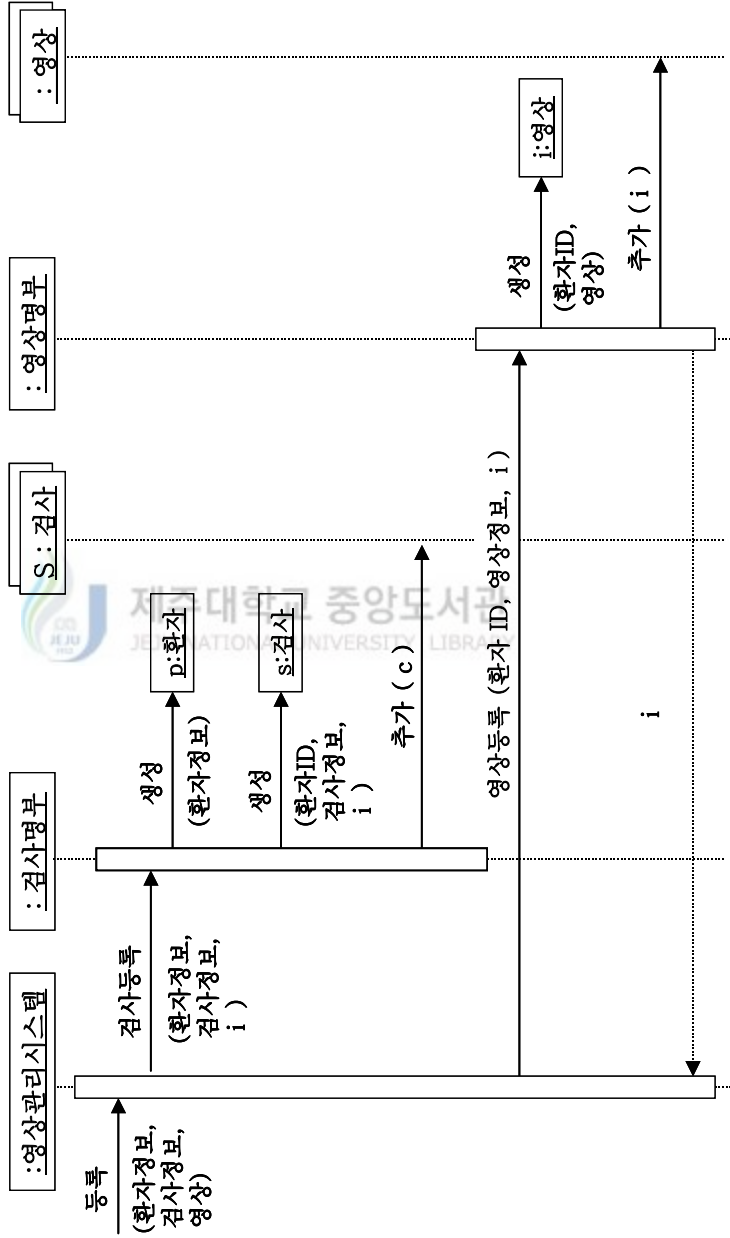 :영상관리시스템
: 검사명부
S : 검사
: 영상명부
: 영상
등록
(환자정보,
검사정보,
영상)
검사등록
(환자정보,
검사정보,
i )
생성
(환자정보)
p:환자
생성
(환자ID,
검사정보,
i )
s:검사
추가 ( c )
영상등록 (환자 ID, 영상정보, i )
생성
(환자ID,
영상)
i:영상
추가 ( i )
i
제주대학교 중앙도서관
JEJU NATIONAL UNIVERSITY LIBRARY
JEJU
1952